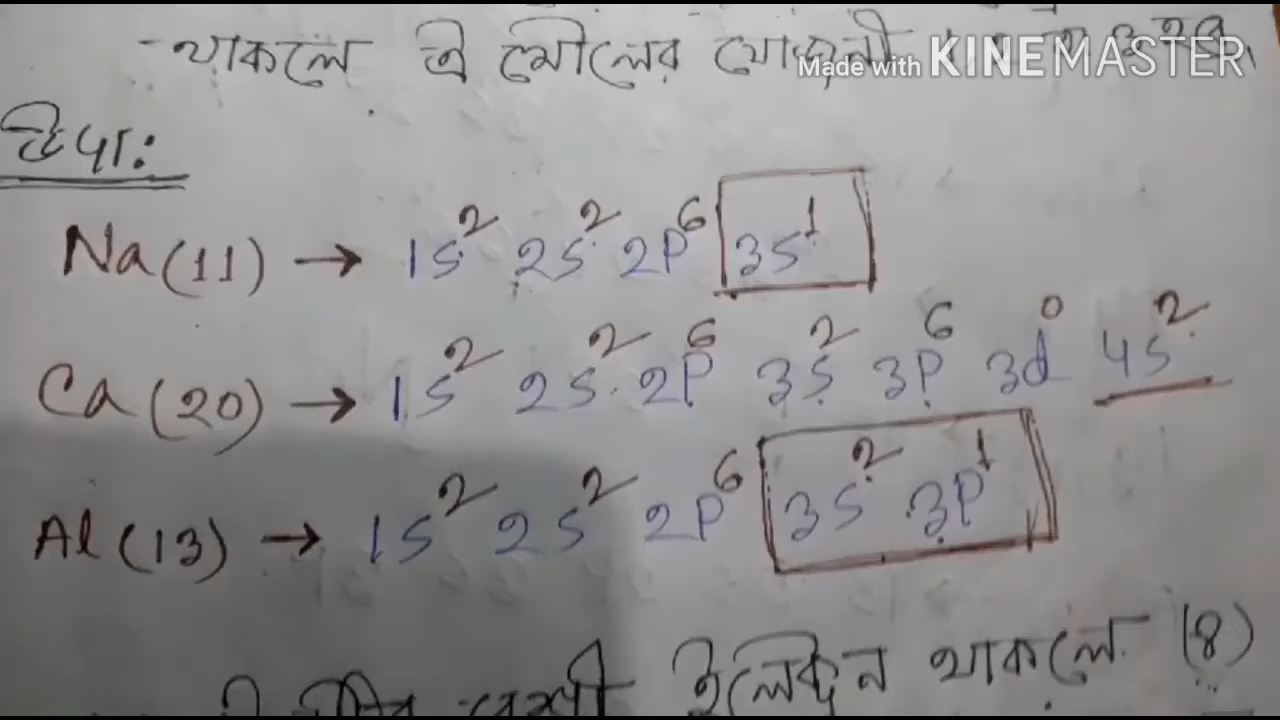 থাকলে ঐ মৌলের যোজনী
Made with KINEMASTER
উদা:
Na (11) → 1s² 2s² 2p⁶ 3s¹
Ca (20) → 1s² 2s² 2p⁶ 3s² 3p⁶ 3d⁰ 4s²
Al (13) → 1s² 2s² 2p⁶ 3s² 3p¹
বেশী ইলেকট্রন থাকলে (8)